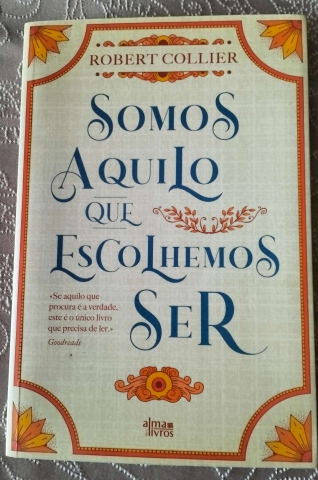 ROBERT COLLIER
SOMOS
AQUILO
QUE
ESCOLHEMOS
SER
«Se aquilo que
procura é a verdade,
este é o único livro
que precisa de ler.»
Goodreads
alma
livros